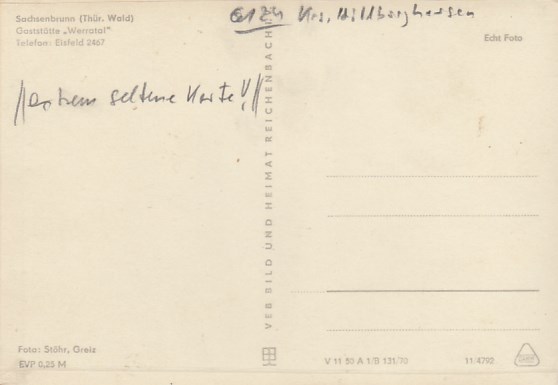 Sachsenbrunn (Thür. Wald)
Gaststätte „Werratal"
Telefon: Eisfeld 2467
Krs. Hildburghausen
Echt Foto
//extrem seltene Karte!//
VEB BILD UND HEIMAT REICHENBACH
Foto: Stöhr, Greiz
EVP 0,25 M
V 11 50 A 1/B 131/70
11/4792